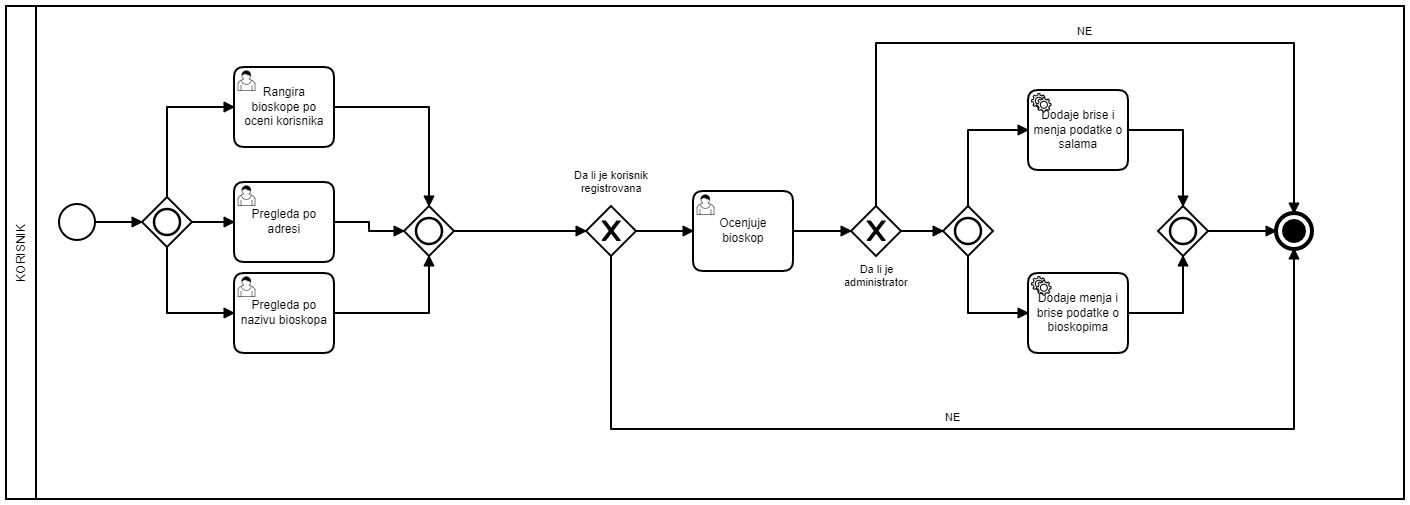 KORISNIK
Rangira
bioskope po
oceni korisnika
Pregleda po
adresi
Pregleda po
nazivu bioskopa
Da li je korisnik
registrovana
Ocenjuje
bioskop
Da li je
administrator
NE
Dodaje brise i
menja podatke o
salama
Dodaje menja i
brise podatke o
bioskopima
NE